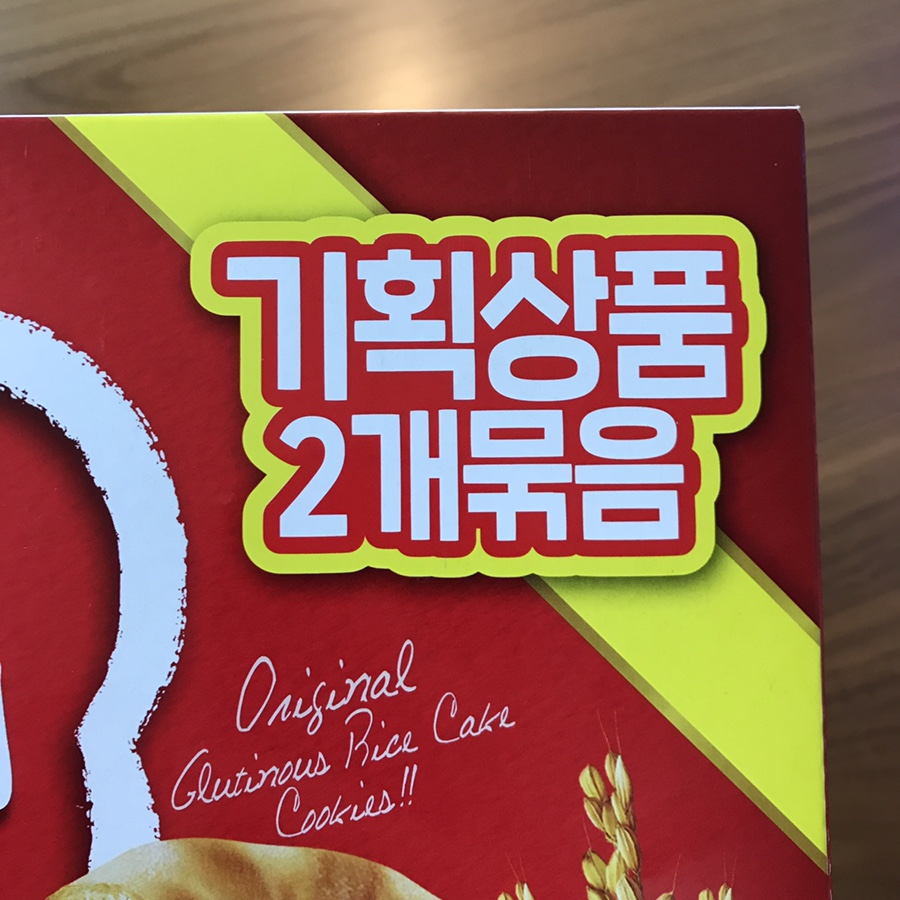 기획상품
2개묶음
Original
Glutinous Rice Cake
Cookies!!